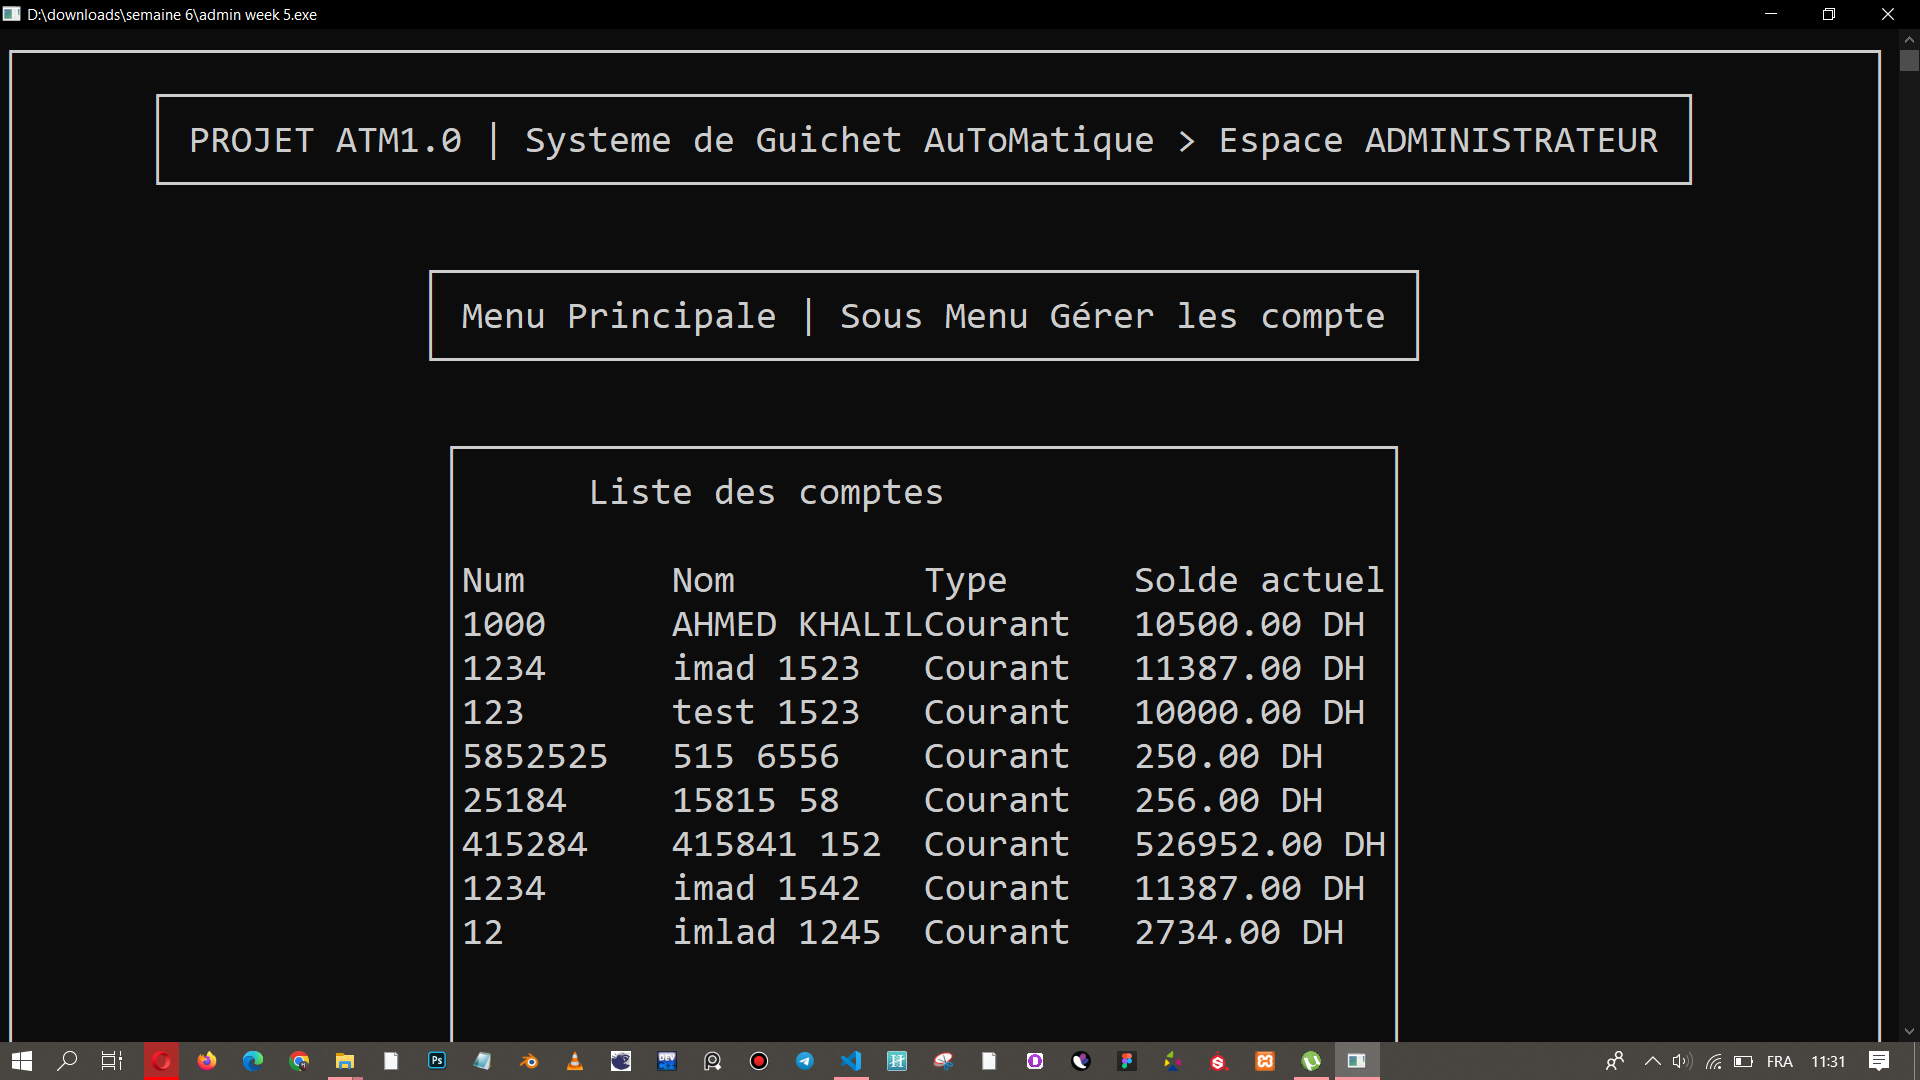 D:\downloads\semaine 6\admin week 5.exe
PROJET ATM1.0 | Systeme de Guichet AuToMatique > Espace ADMINISTRATEUR
Menu Principale | Sous Menu Gérer les compte
Liste des comptes
Num Nom Type Solde actuel
1000 AHMED KHALILCourant 10500.00 DH
1234 imad 1523 Courant 11387.00 DH
123 test 1523 Courant 10000.00 DH
5852525 515 6556 Courant 250.00 DH
25184 15815 58 Courant 256.00 DH
415284 415841 152 Courant 526952.00 DH
1234 imad 1542 Courant 11387.00 DH
12 imlad 1245 Courant 2734.00 DH
Ps DEV FRA 11:31